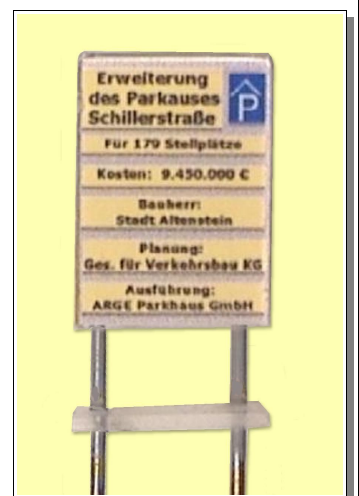 Erweiterung
des Parkauses
Schillerstraße
P
Für 179 Stellplätze
Kosten: 9.450.000 €
Bauherr:
Stadt Altenstein
Planung:
Ges. für Verkehrsbau KG
Ausführung:
ARGE Parkhaus GmbH